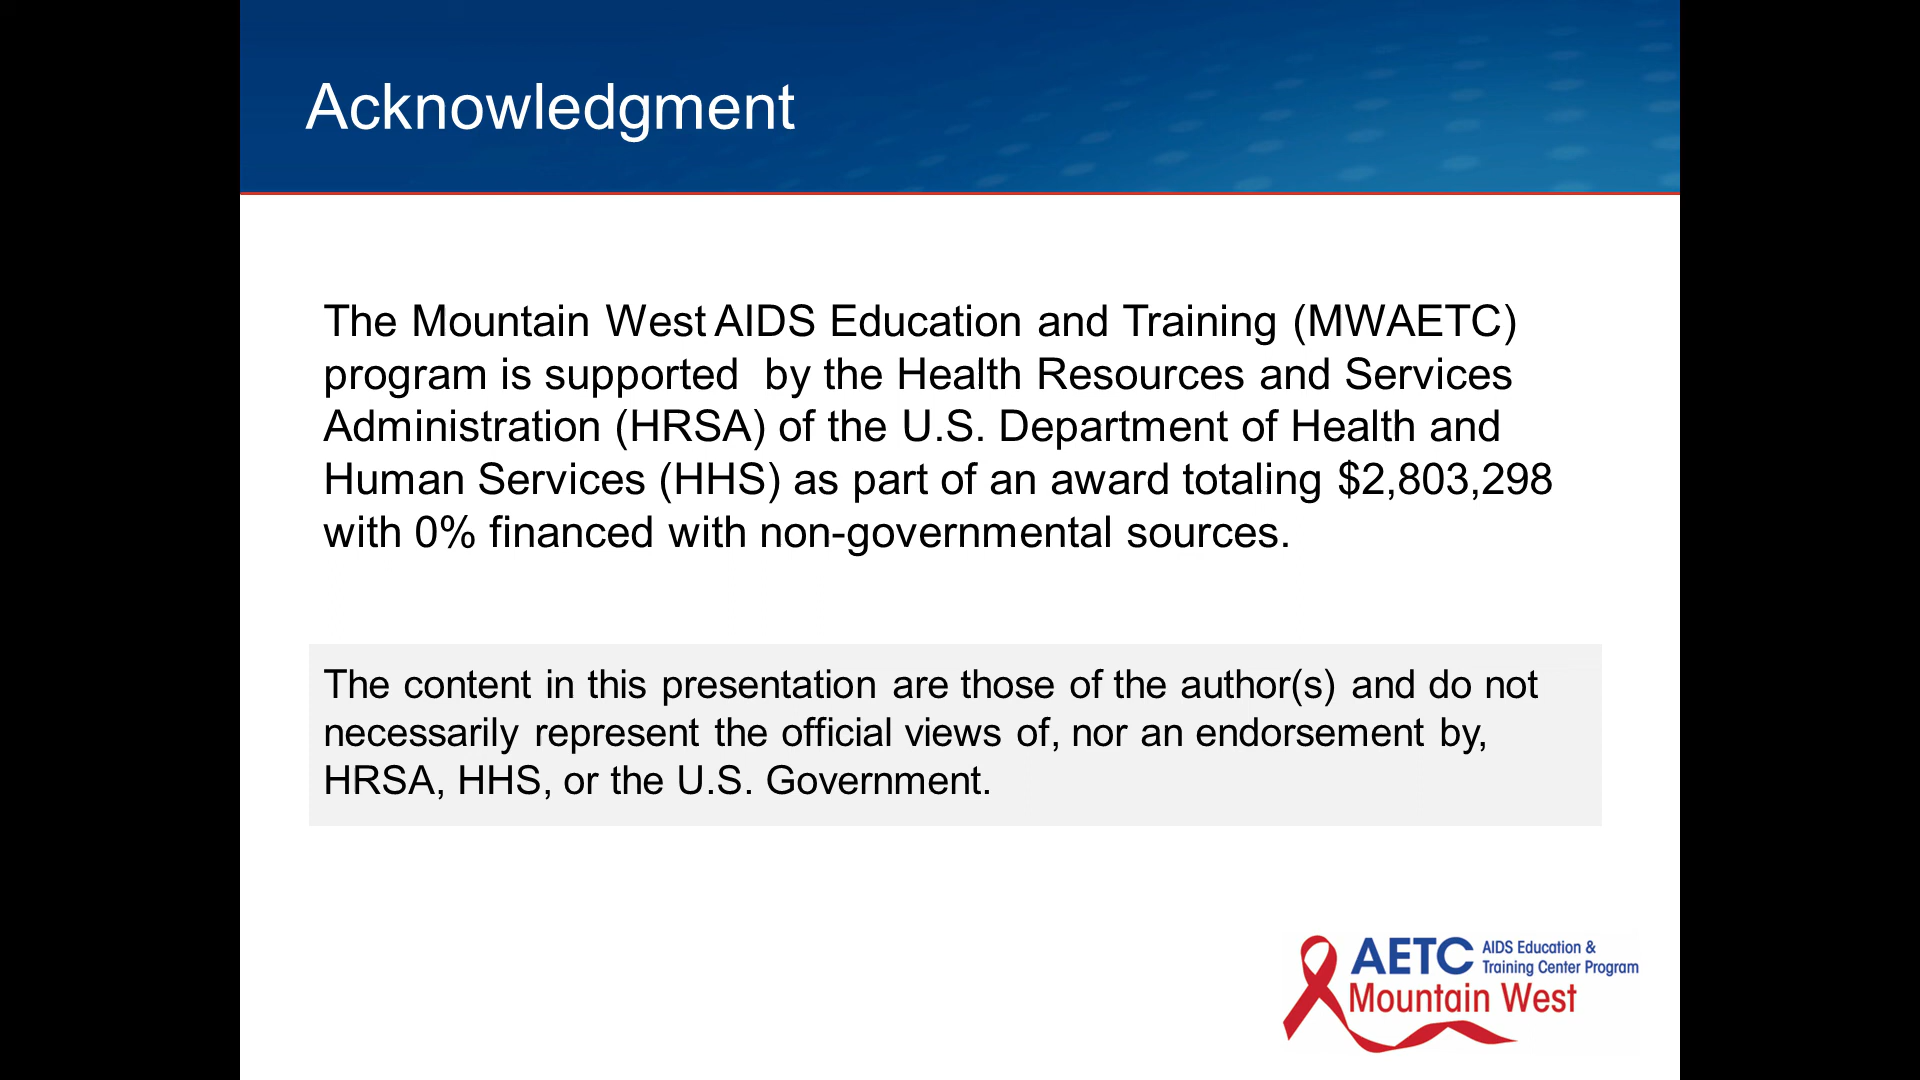 Acknowledgment
The Mountain West AIDS Education and Training (MWAETC)
program is supported  by the Health Resources and Services
Administration (HRSA) of the U.S. Department of Health and
Human Services (HHS) as part of an award totaling $2,803,298
with 0% financed with non-governmental sources.
The content in this presentation are those of the author(s) and do not
necessarily represent the official views of, nor an endorsement by,
HRSA, HHS, or the U.S. Government.
AETC AIDS Education &
Training Center Program
Mountain West